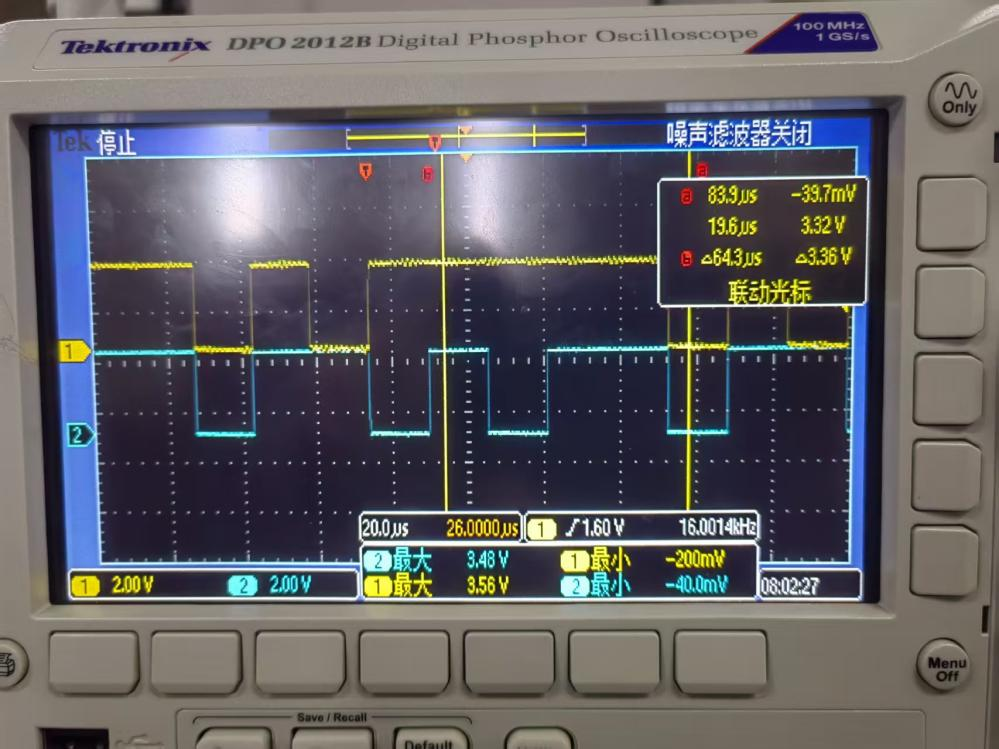 Tektronix DPO 2012B Digital Phosphor Oscilloscope
100 MHz
1 GS/s
Only
Tek 停止
噪声滤波器关闭
T
T b a
a 83.9µs -39.7mV
19.6µs 3.32 V
b △64.3µs △3.36 V
联动光标
1
2
20.0µs 26.0000µs 1 1.60 V 16.0014kHz
2 最大 3.48 V 1 最小 -200mV
1 2.00 V 2 2.00 V
1 最大 3.56 V 2 最小 -40.0mV
08:02:27
Menu
Off
Save / Recall
Default